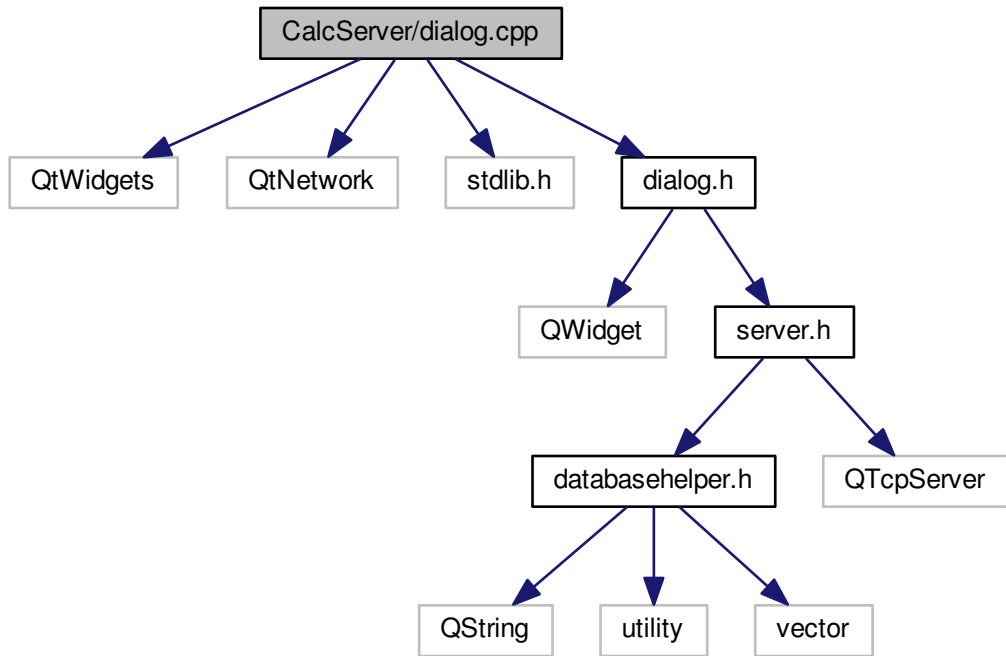 CalcServer/dialog.cpp
QtWidgets
QtNetwork
stdlib.h
dialog.h
QWidget
server.h
databasehelper.h
QTcpServer
QString
utility
vector